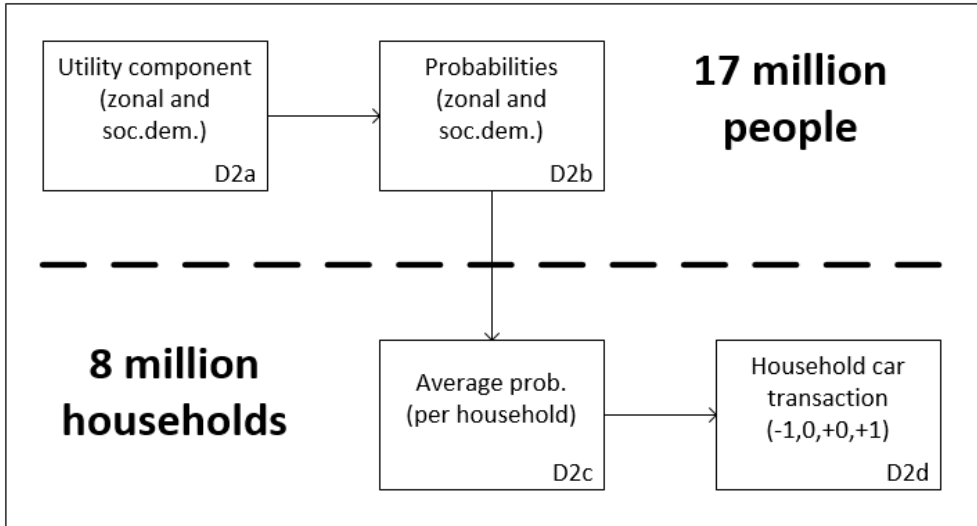 Utility component
(zonal and
soc.dem.)
D2a
Probabilities
(zonal and
soc.dem.)
D2b
17 million
people
8 million
households
Average prob.
(per household)
D2c
Household car
transaction
(-1,0,+0,+1)
D2d